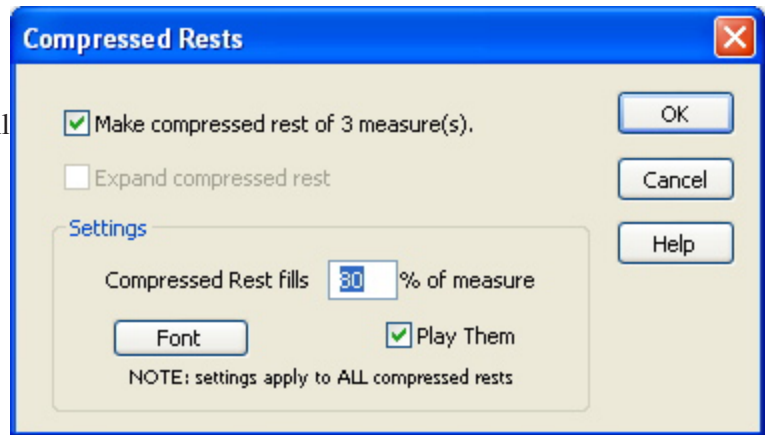 Compressed Rests
Make compressed rest of 3 measure(s).
OK
Expand compressed rest
Cancel
Settings
Help
Compressed Rest fills 80 % of measure
Font
Play Them
NOTE: settings apply to ALL compressed rests